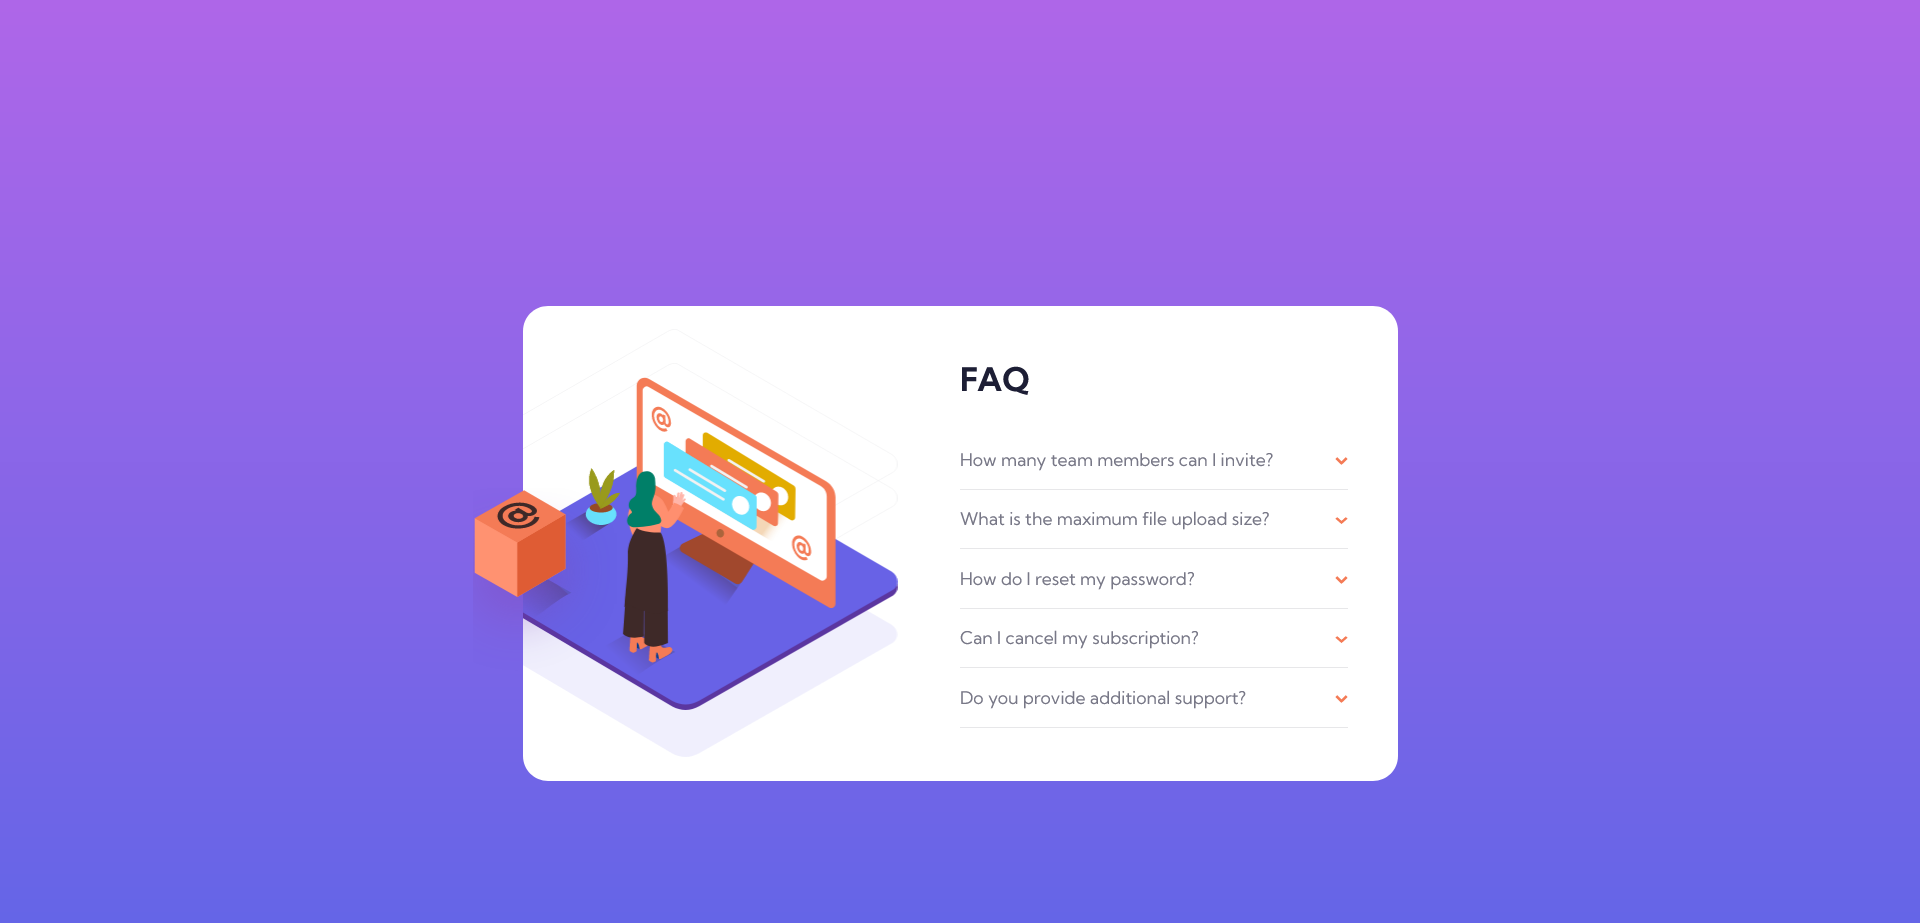 FAQ
How many team members can I invite?
What is the maximum file upload size?
How do I reset my password?
Can I cancel my subscription?
Do you provide additional support?
@
@
@